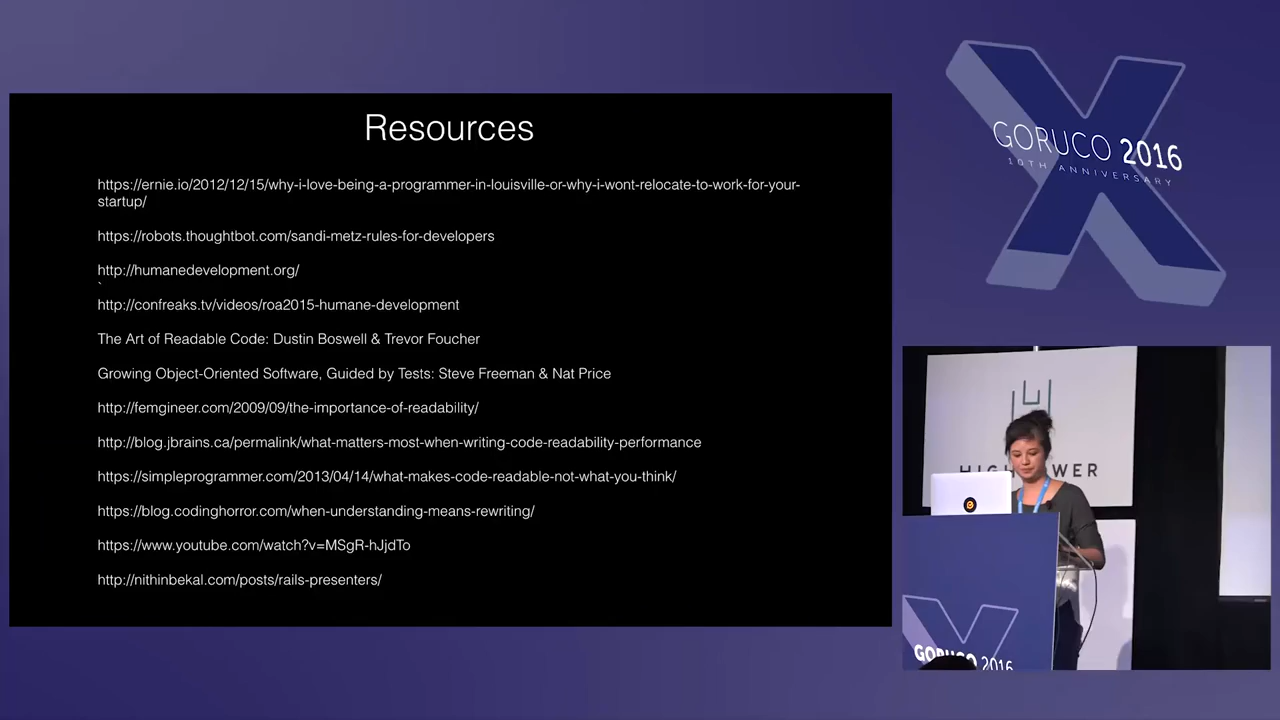 Resources
https://ernie.io/2012/12/15/why-i-love-being-a-programmer-in-louisville-or-why-i-wont-relocate-to-work-for-your-
startup/
https://robots.thoughtbot.com/sandi-metz-rules-for-developers
http://humanedevelopment.org/
`
http://confreaks.tv/videos/roa2015-humane-development
The Art of Readable Code: Dustin Boswell & Trevor Foucher
Growing Object-Oriented Software, Guided by Tests: Steve Freeman & Nat Price
http://femgineer.com/2009/09/the-importance-of-readability/
http://blog.jbrains.ca/permalink/what-matters-most-when-writing-code-readability-performance
https://simpleprogrammer.com/2013/04/14/what-makes-code-readable-not-what-you-think/
https://blog.codinghorror.com/when-understanding-means-rewriting/
https://www.youtube.com/watch?v=MSgR-hJjdTo
http://nithinbekal.com/posts/rails-presenters/
GORUCO 2016
10TH ANNIVERSARY
GORUCO 2016